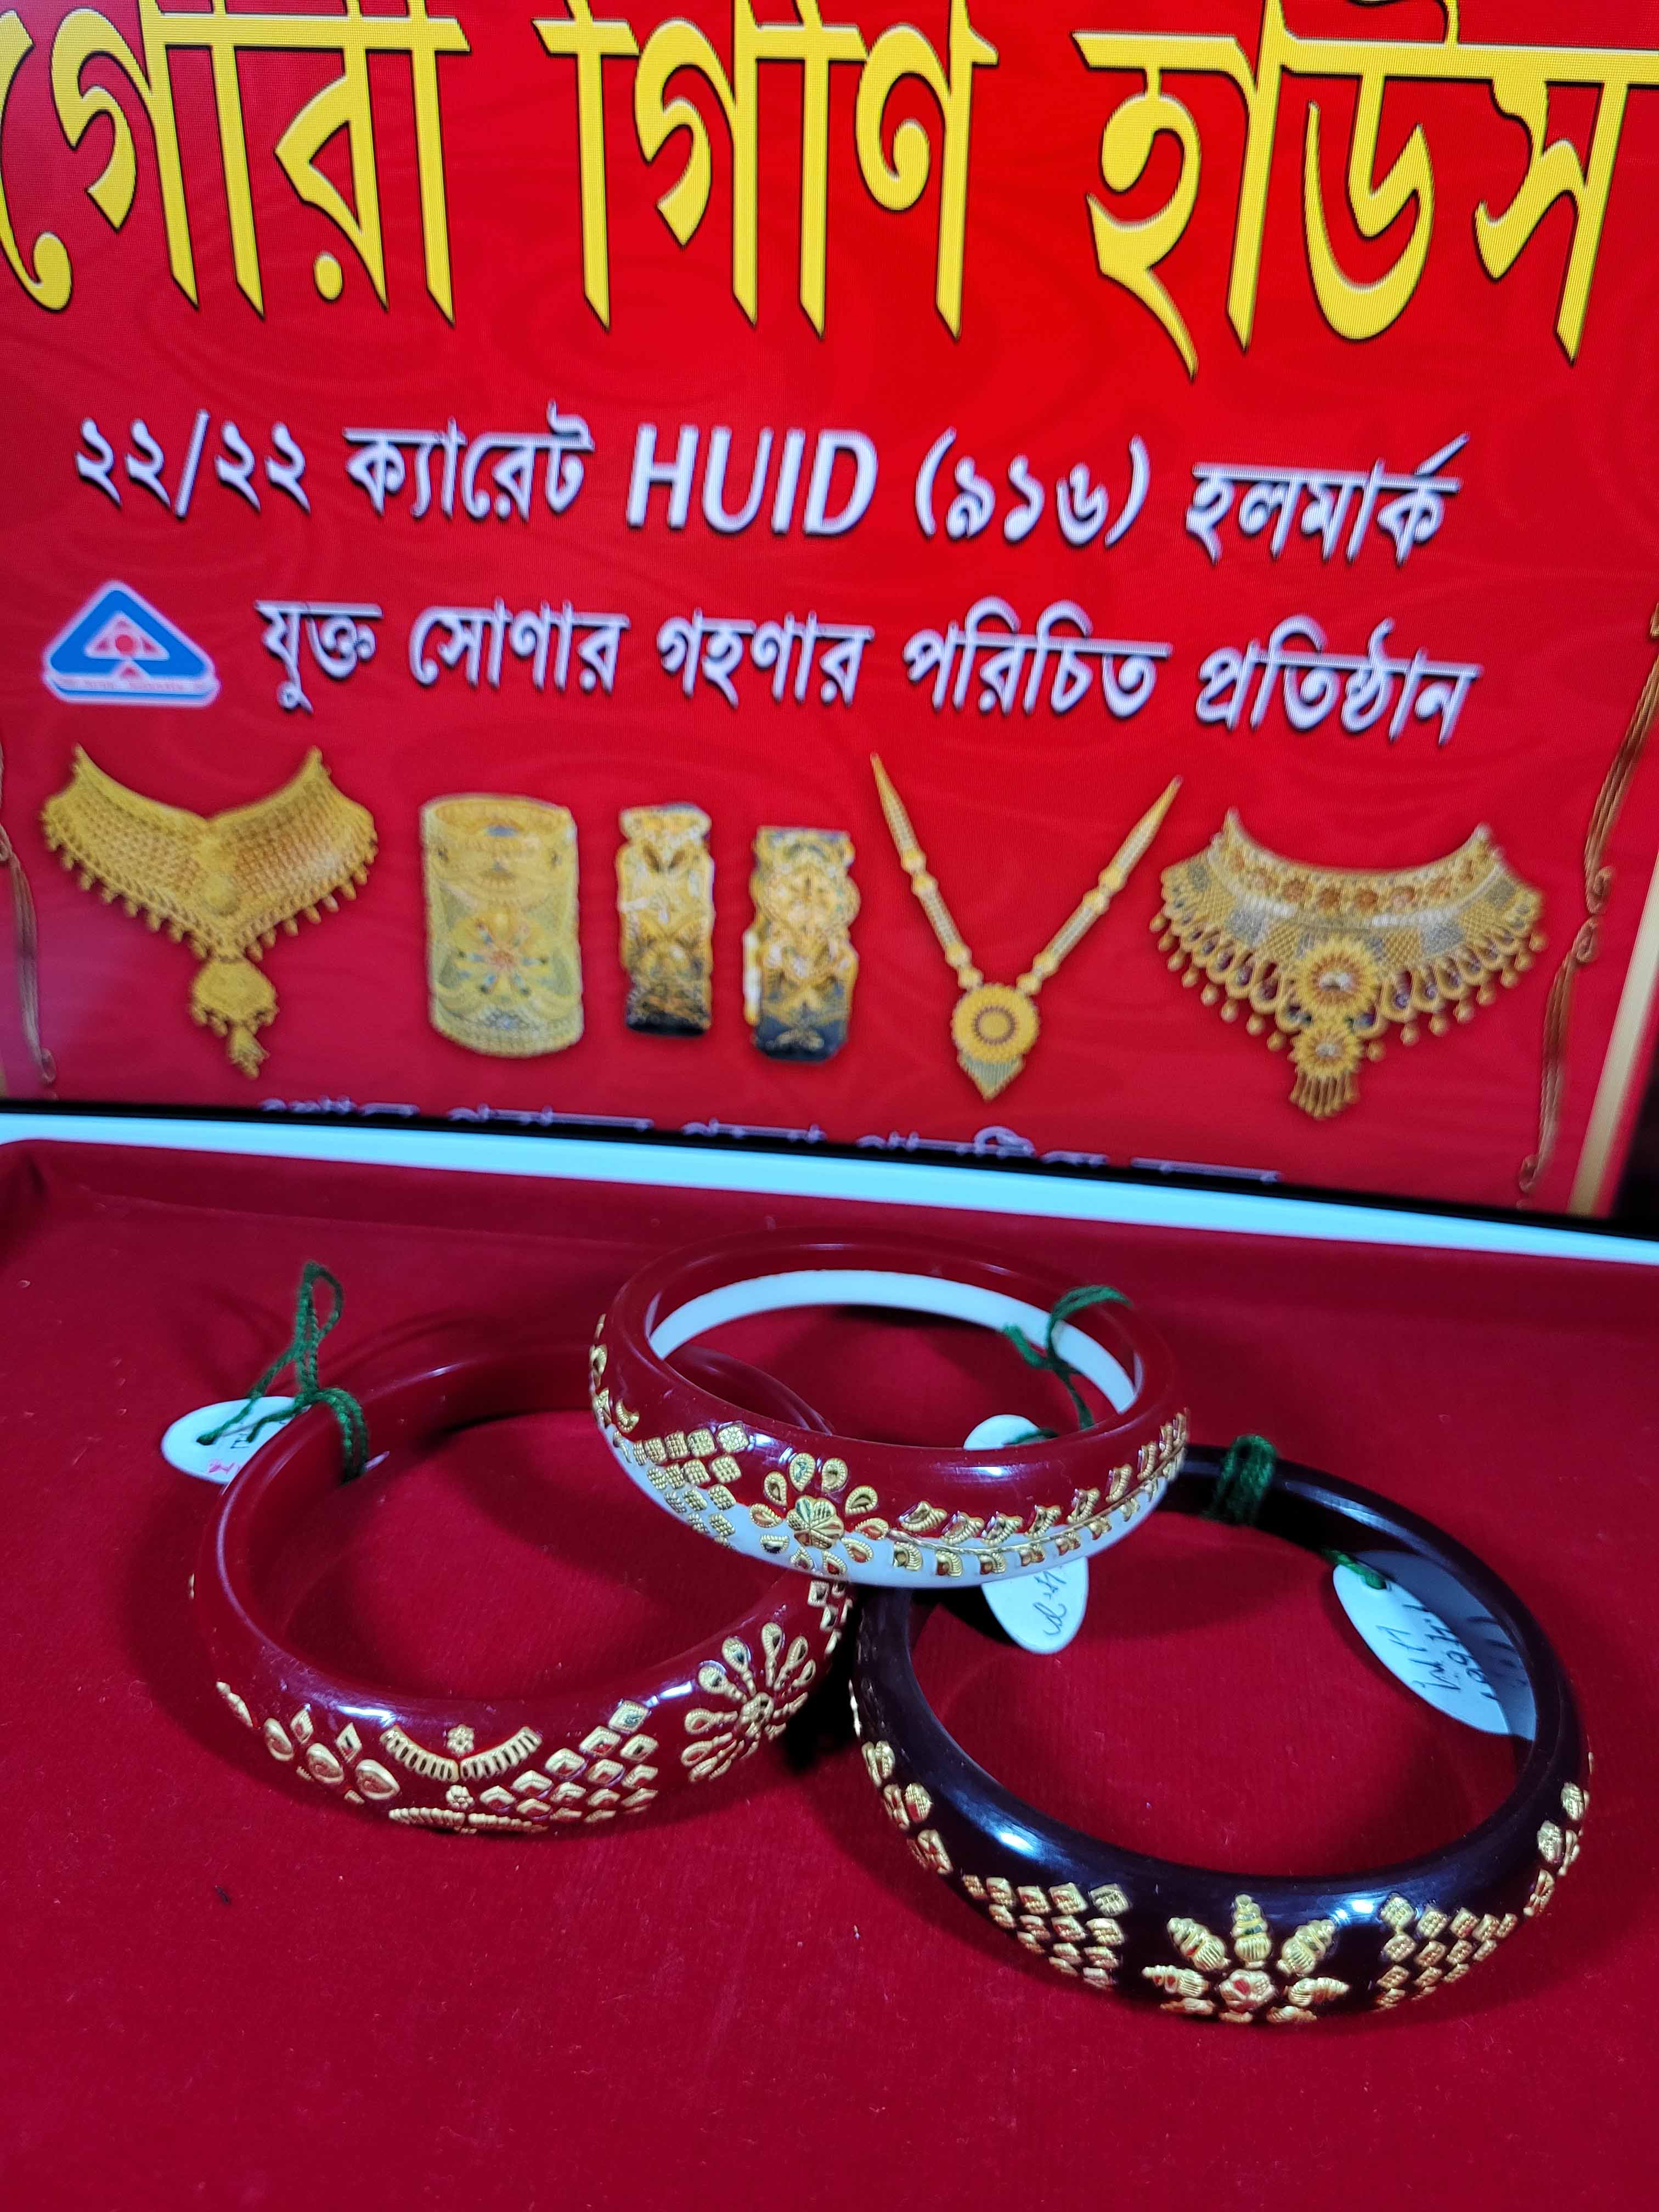 গোরা গিণি হাউস
২২/২২ ক্যারেট HUID (৯১৬) হলমার্ক
যুক্ত সোণার গহণার পরিচিত প্রতিষ্ঠান